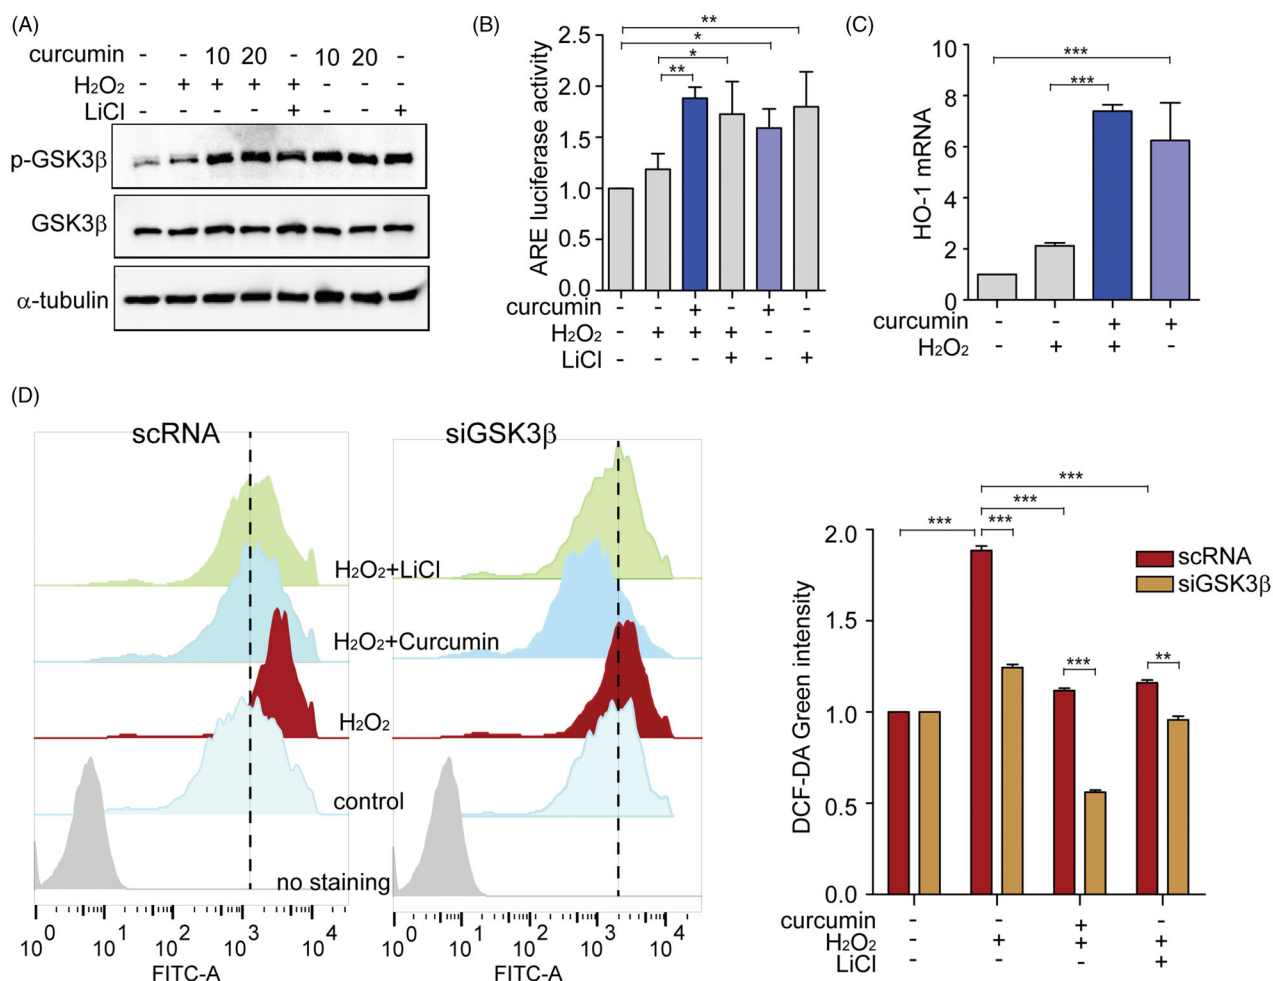 (A)
curcumin - - 10 20 - 10 20 -
H₂O₂ - + + + + - - -
LiCl - - - - + - - +
p-GSK3β
GSK3β
α-tubulin
(B)
ARE luciferase activity
2.5
2.0
1.5
1.0
0.5
0.0
**
*
*
**
curcumin - - + - + -
H₂O₂ - + + + - -
LiCl - - - + - +
(C)
HO-1 mRNA
10
8
6
4
2
0
***
***
curcumin - - + +
H₂O₂ - + + -
(D)
scRNA
siGSK3β
H₂O₂+LiCl
H₂O₂+Curcumin
H₂O₂
control
no staining
10⁰ 10¹ 10² 10³ 10⁴
FITC-A
10⁰ 10¹ 10² 10³ 10⁴
FITC-A
DCF-DA Green intensity
2.0
1.5
1.0
0.5
0.0
***
***
*** ***
*** **
scRNA
siGSK3β
curcumin - - + -
H₂O₂ - + + +
LiCl - - - +